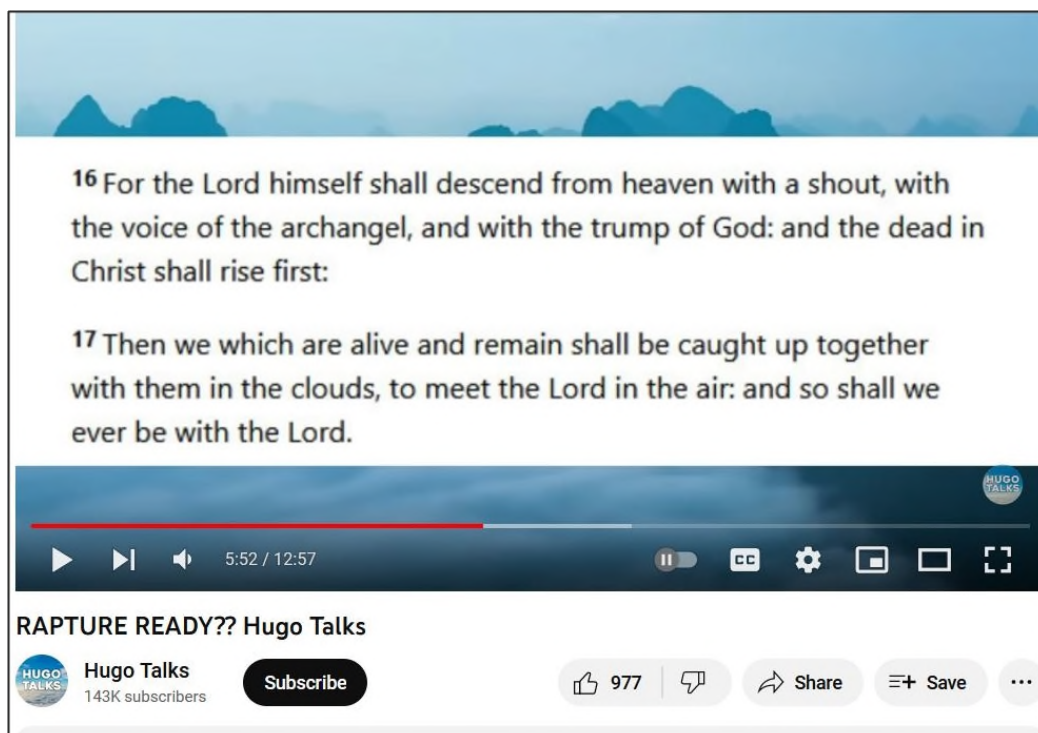 16 For the Lord himself shall descend from heaven with a shout, with
the voice of the archangel, and with the trump of God: and the dead in
Christ shall rise first:
17 Then we which are alive and remain shall be caught up together
with them in the clouds, to meet the Lord in the air: and so shall we
ever be with the Lord.
HUGO
TALKS
5:52 / 12:57
CC
RAPTURE READY?? Hugo Talks
HUGO
TALKS
Hugo Talks
143K subscribers
Subscribe
977
Share
Save